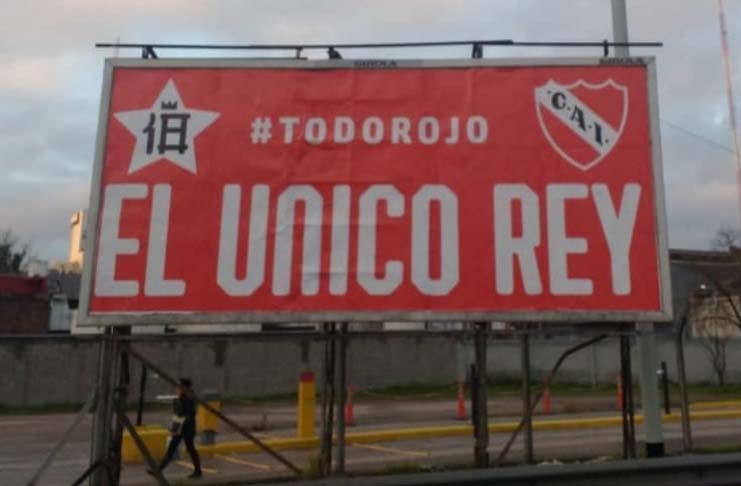 #TODOROJO
C.A.I.
EL UNICO REY